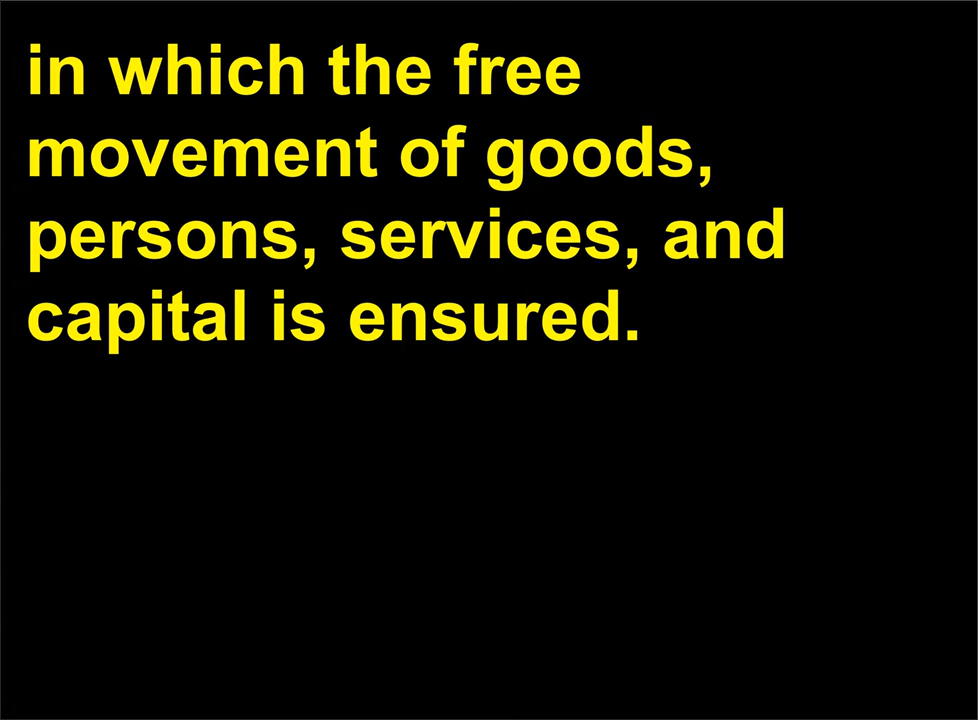 in which the free
movement of goods,
persons, services, and
capital is ensured.